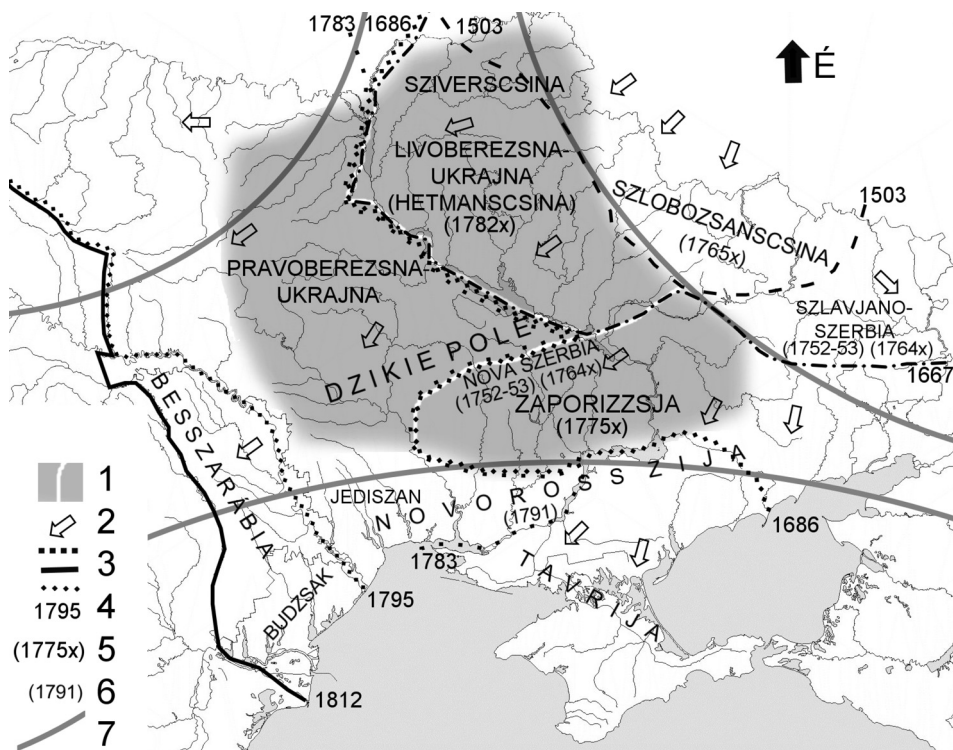 1783 1686 1503
É
SZIVERSCSINA
LIVOBEREZSNA-
UKRAJNA
(HETMANSCSINA)
(1782x)
SZLOBOZSANSCSINA
(1765x)
1503
PRAVOBEREZSNA-
UKRAJNA
SZLAVJANO-
SZERBIA
(1752-53) (1764x)
1667
DZIKIE POLE
NOVA SZERBIA
(1752-53) (1764x)
ZAPORIZZSJA
(1775x)
BESSZARÁBIA
JEDISZAN
NOVOROSSZIJA
(1791)
1686
1783
TAVRIJA
BUDZSAK
1795
1812
1
2
3
1795 4
(1775x) 5
(1791) 6
7